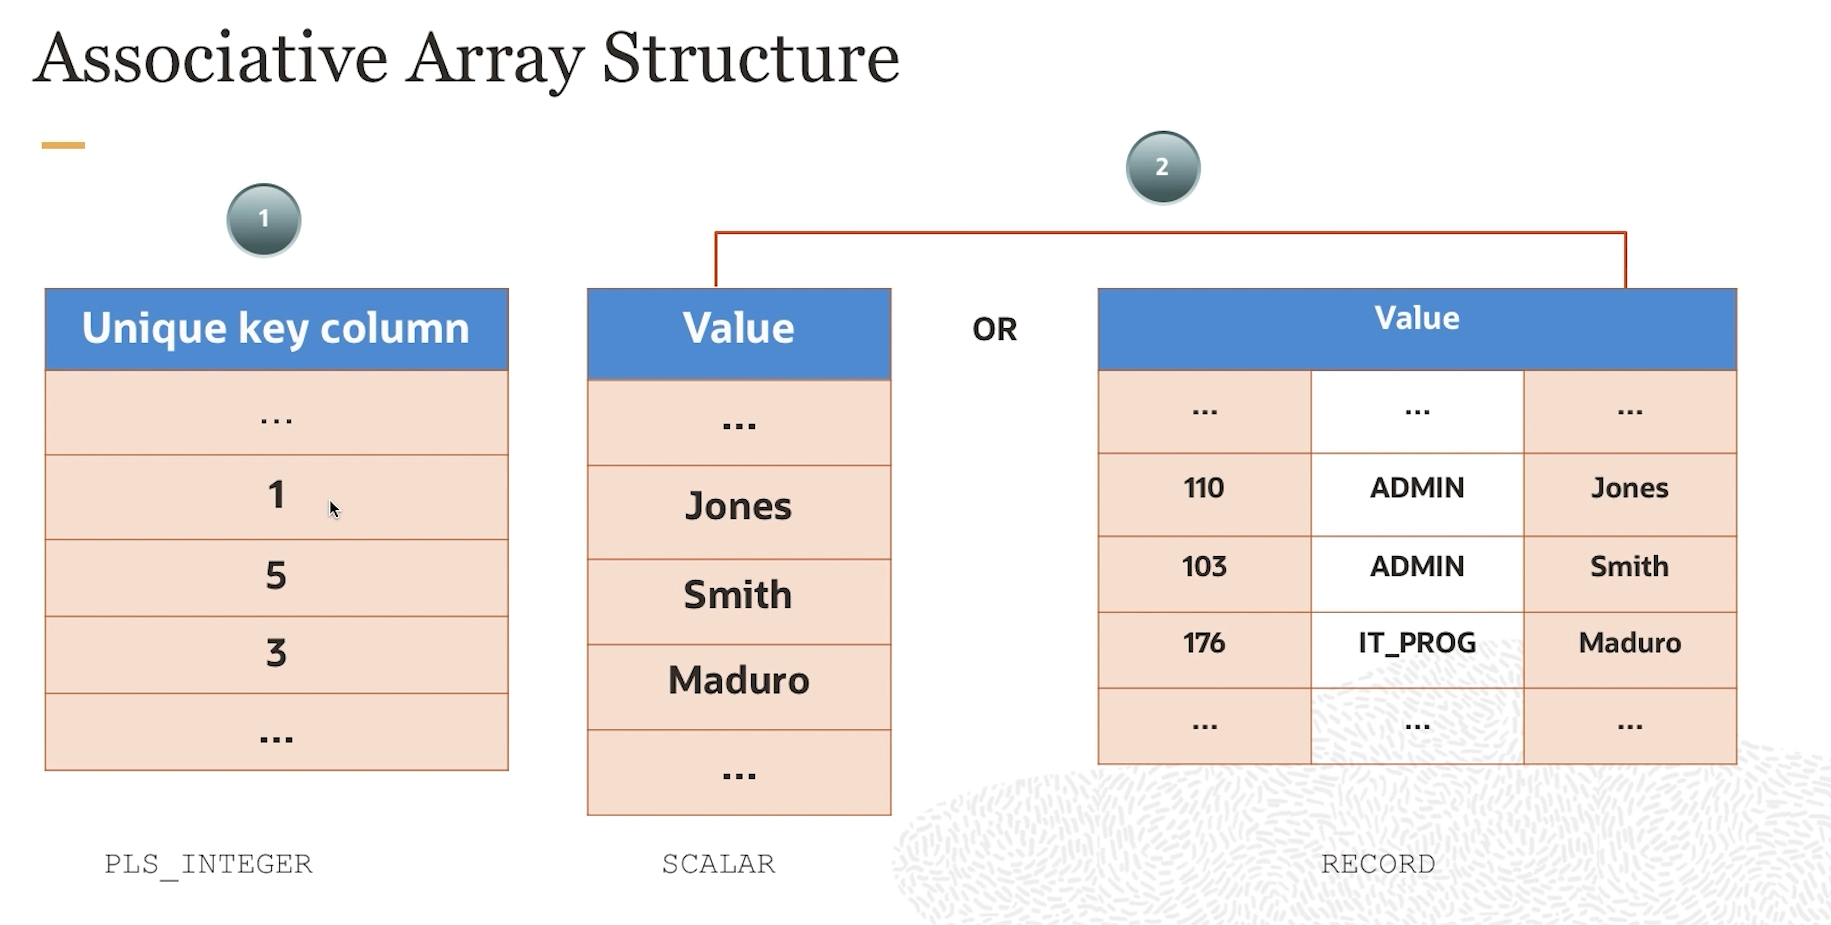 Associative Array Structure
1
2
Unique key column
...
1
5
3
...
PLS_INTEGER
Value
...
Jones
Smith
Maduro
...
SCALAR
OR
Value
... ... ...
110 ADMIN Jones
103 ADMIN Smith
176 IT_PROG Maduro
... ... ...
RECORD